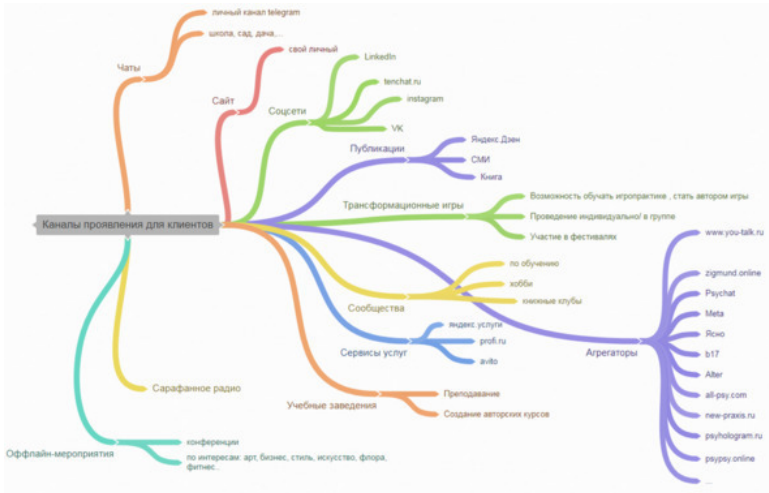 личный канал telegram
школа, сад, дача,...
Чаты
свой личный
Сайт
LinkedIn
tenchat.ru
instagram
VK
Соцсети
Яндекс.Дзен
СМИ
Книга
Публикации
Каналы проявления для клиентов
Трансформационные игры
Возможность обучать игропрактике , стать автором игры
Проведение индивидуально/ в группе
Участие в фестивалях
по обучению
хобби
книжные клубы
Сообщества
яндекс.услуги
profi.ru
avito
Сервисы услуг
Агрегаторы
www.you-talk.ru
zigmund.online
Psychat
Meta
Ясно
b17
Alter
all-psy.com
new-praxis.ru
psyhologram.ru
psypsy.online
...
Учебные заведения
Преподавание
Создание авторских курсов
Сарафанное радио
Оффлайн-мероприятия
конференции
по интересам: арт, бизнес, стиль, искусство, флора,
фитнес..